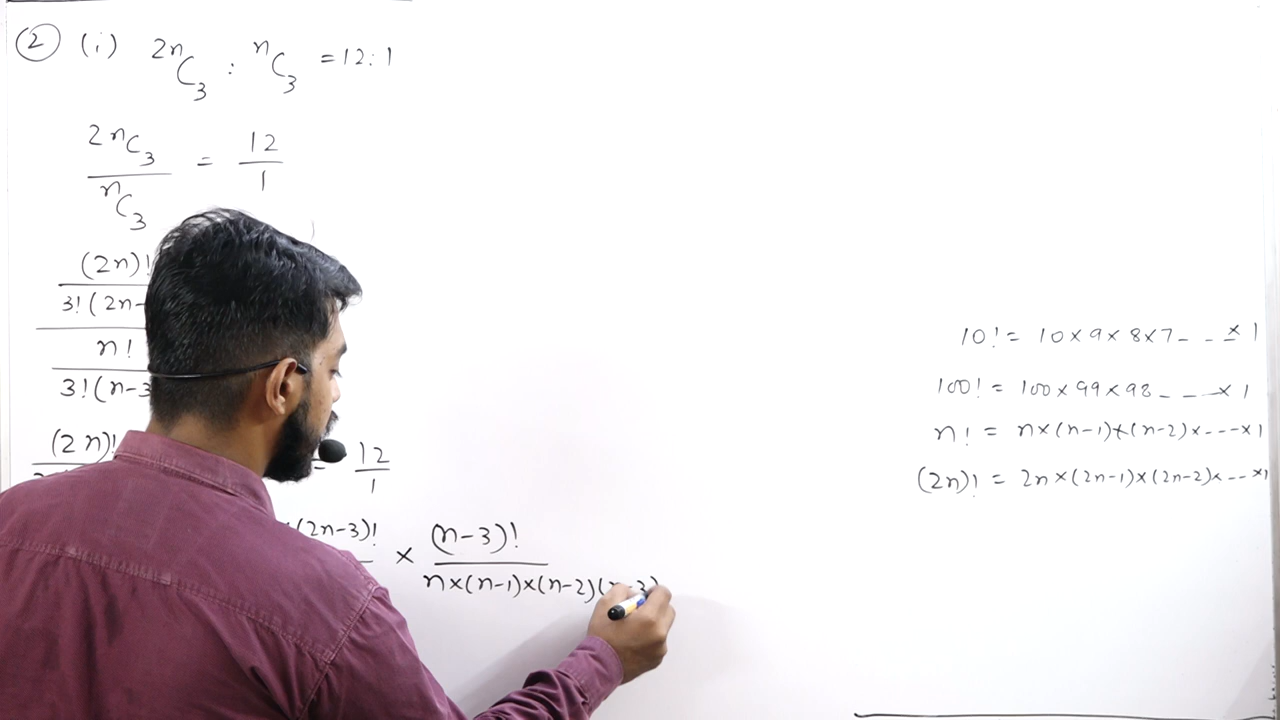 ② (i) 2nC3 : nC3 = 12:1
2nC3 / nC3 = 12 / 1
(2n)!
3!(2n-
n!
3!(n-3
(2n)!
= 12 / 1
(2n-3)! × (n-3)!
n×(n-1)×(n-2)(n-3)
10! = 10×9×8×7- - - ×1
100! = 100×99×98- - - ×1
n! = n×(n-1)×(n-2)×---×1
(2n)! = 2n×(2n-1)×(2n-2)×---×1